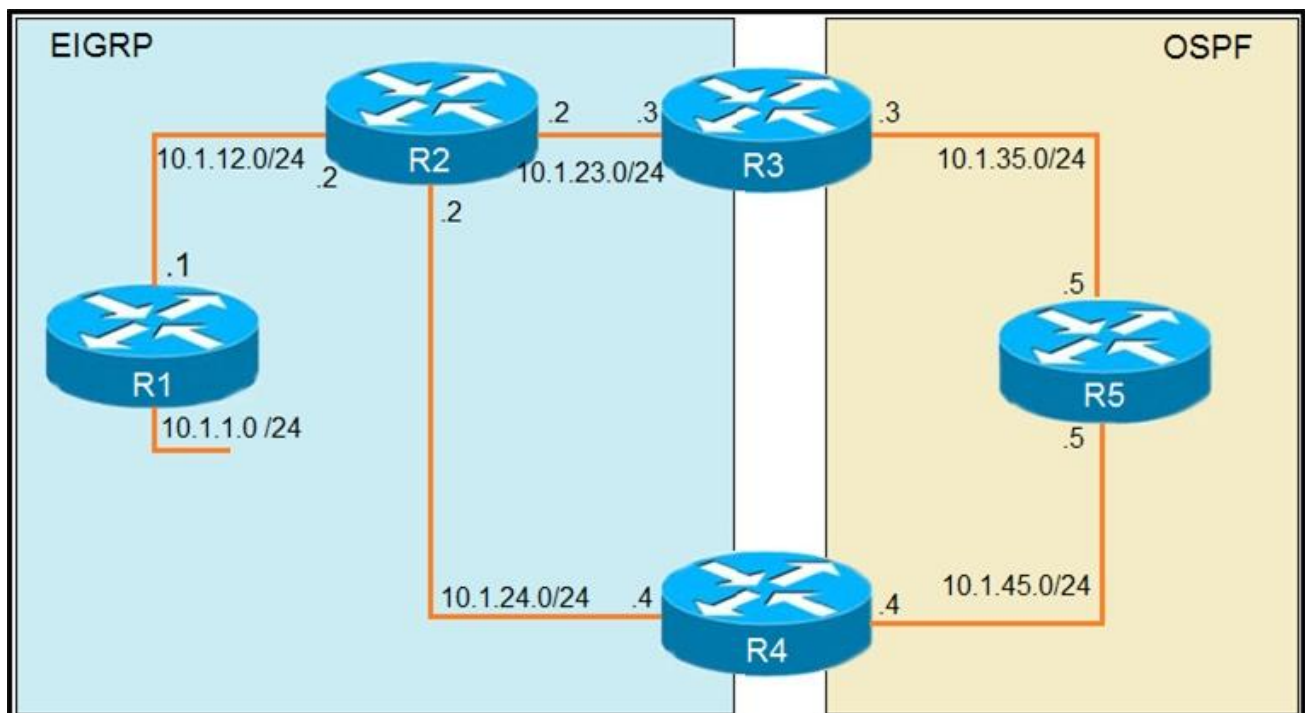 EIGRP
OSPF
.2
.3
.3
R2
R3
10.1.12.0/24
.2
10.1.23.0/24
10.1.35.0/24
.2
.1
.5
R1
R5
10.1.1.0 /24
.5
10.1.24.0/24
.4
10.1.45.0/24
.4
R4